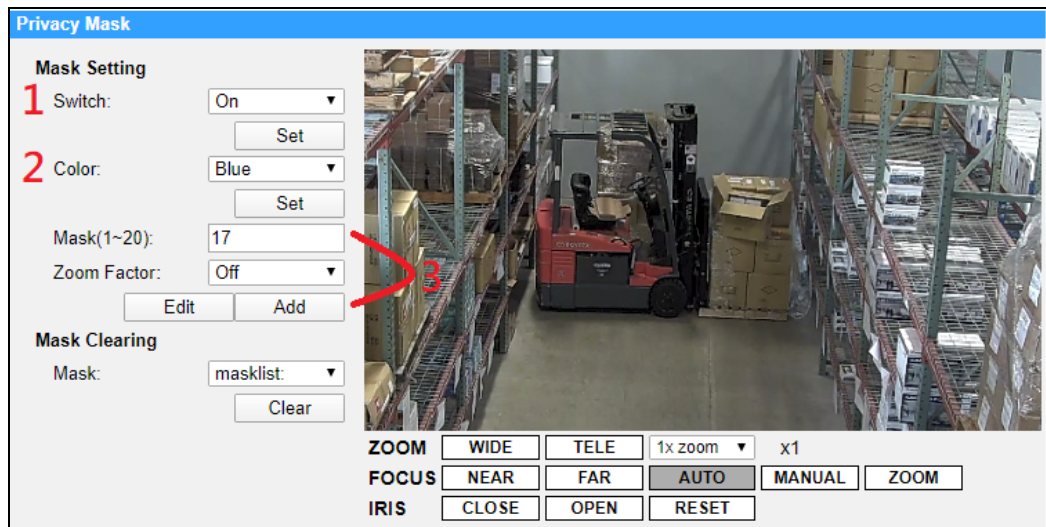 Privacy Mask
Mask Setting
1 Switch: On
Set
2 Color: Blue
Set
Mask(1~20): 17
Zoom Factor: Off
3
Edit Add
Mask Clearing
Mask: masklist:
Clear
ZOOM WIDE TELE 1x zoom x1
FOCUS NEAR FAR AUTO MANUAL ZOOM
IRIS CLOSE OPEN RESET